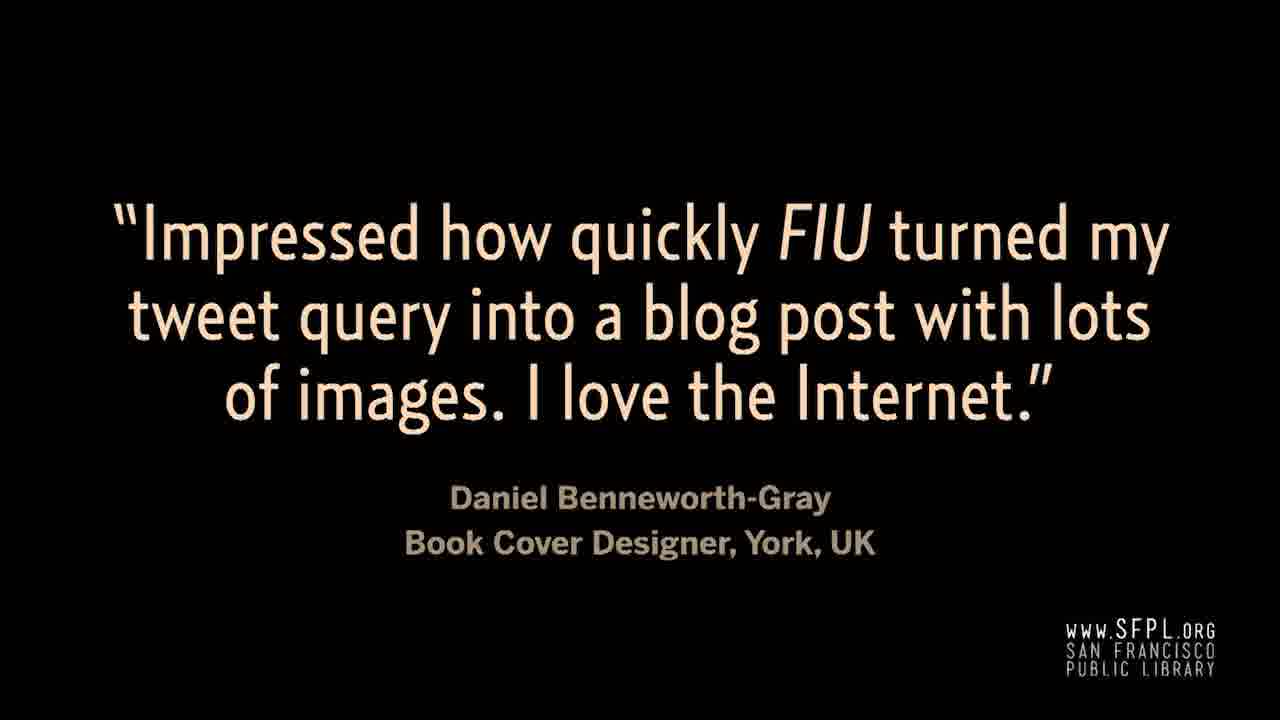 “Impressed how quickly FIU turned my
tweet query into a blog post with lots
of images. I love the Internet.”
Daniel Benneworth-Gray
Book Cover Designer, York, UK
WWW.SFPL.ORG
SAN FRANCISCO
PUBLIC LIBRARY